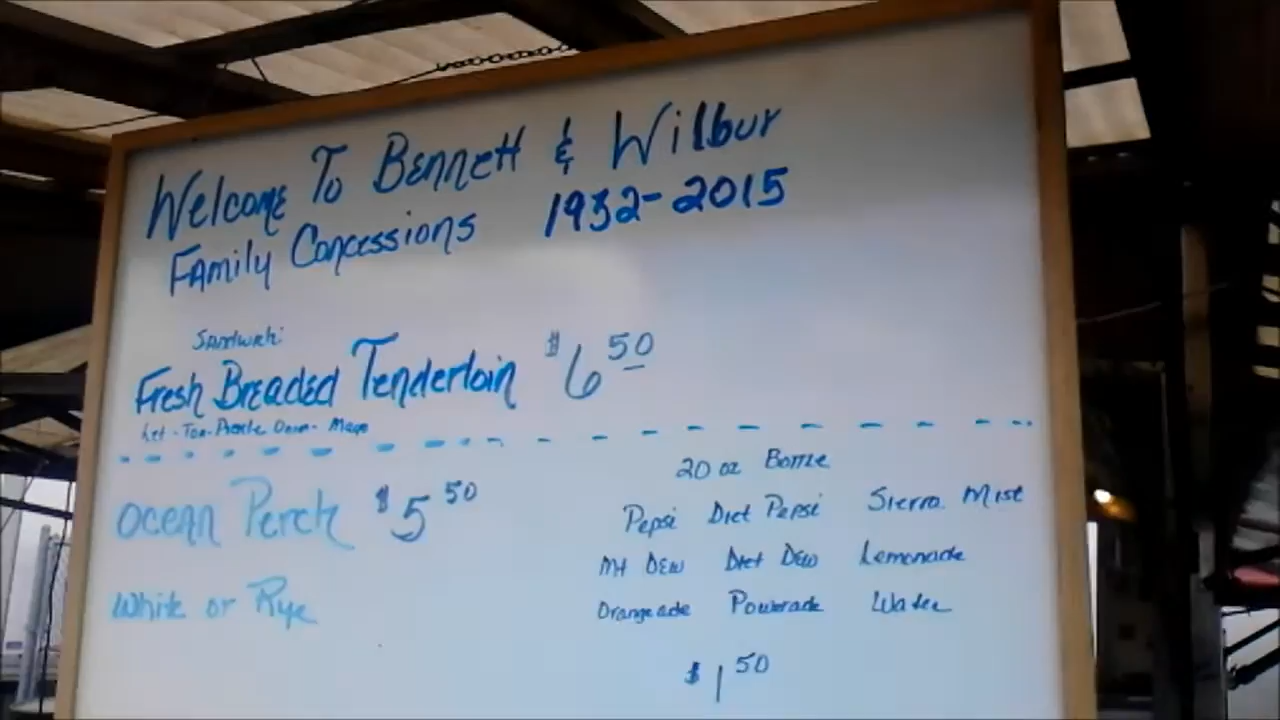 Welcome To Bennett & Wilbur
Family Concessions 1932-2015
Sandwich
Fresh Breaded Tenderloin $6 50
Let - Tom - Pickle Onion - Mayo
Ocean Perch $5 50
White or Rye
20 oz Bottle
Pepsi Diet Pepsi Sierra Mist
Mt Dew Diet Dew Lemonade
Orangeade Powerade Water
$1 50